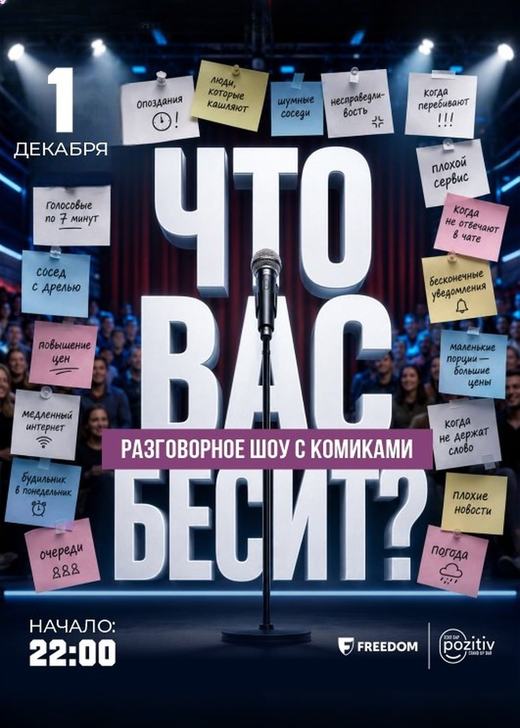 1
ДЕКАБРЯ
Опоздания
!
люди,
которые
кашляют
шумные
соседи
несправедли-
вость
когда
перебивают
!!!
плохой
сервис
голосовые
по 7 минут
когда
не отвечают
в чате
сосед
с дрелью
бесконечные
уведомления
повышение
цен
маленькие
порции —
большие
цены
медленный
интернет
когда
не держат
слово
будильник
в понедельник
плохие
новости
очереди
погода
ЧТО
ВАС
РАЗГОВОРНОЕ ШОУ С КОМИКАМИ
БЕСИТ?
НАЧАЛО:
22:00
FREEDOM
pozitiv